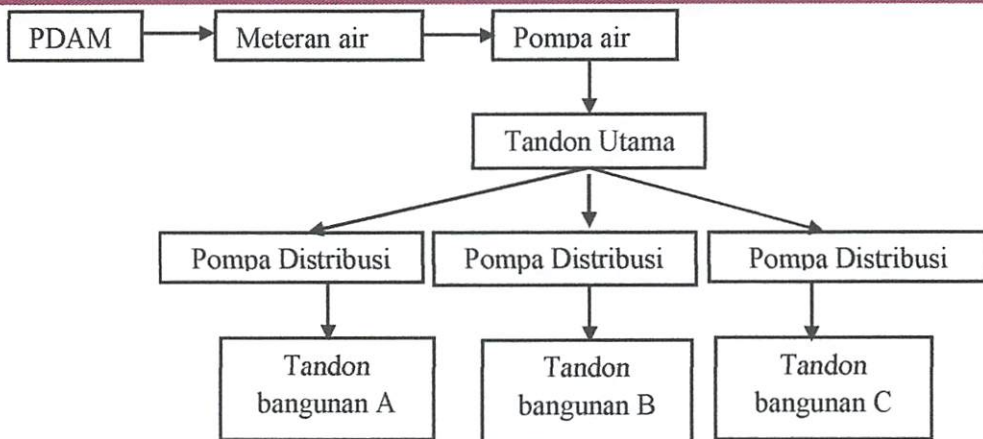 PDAM
Meteran air
Pompa air
Tandon Utama
Pompa Distribusi
Pompa Distribusi
Pompa Distribusi
Tandon
bangunan A
Tandon
bangunan B
Tandon
bangunan C